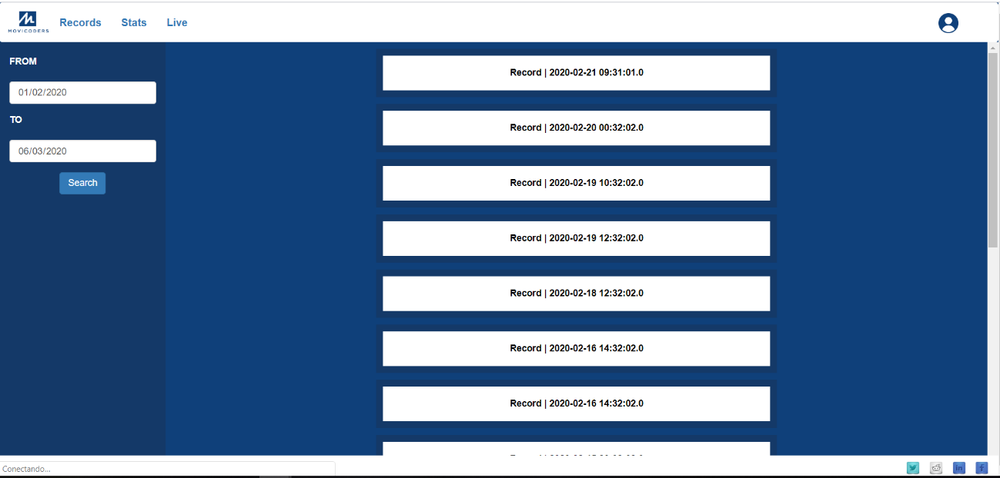 MOVICODERS
Records Stats Live
FROM
01/02/2020
TO
06/03/2020
Search
Record | 2020-02-21 09:31:01.0
Record | 2020-02-20 00:32:02.0
Record | 2020-02-19 10:32:02.0
Record | 2020-02-19 12:32:02.0
Record | 2020-02-18 12:32:02.0
Record | 2020-02-16 14:32:02.0
Record | 2020-02-16 14:32:02.0
Conectando...